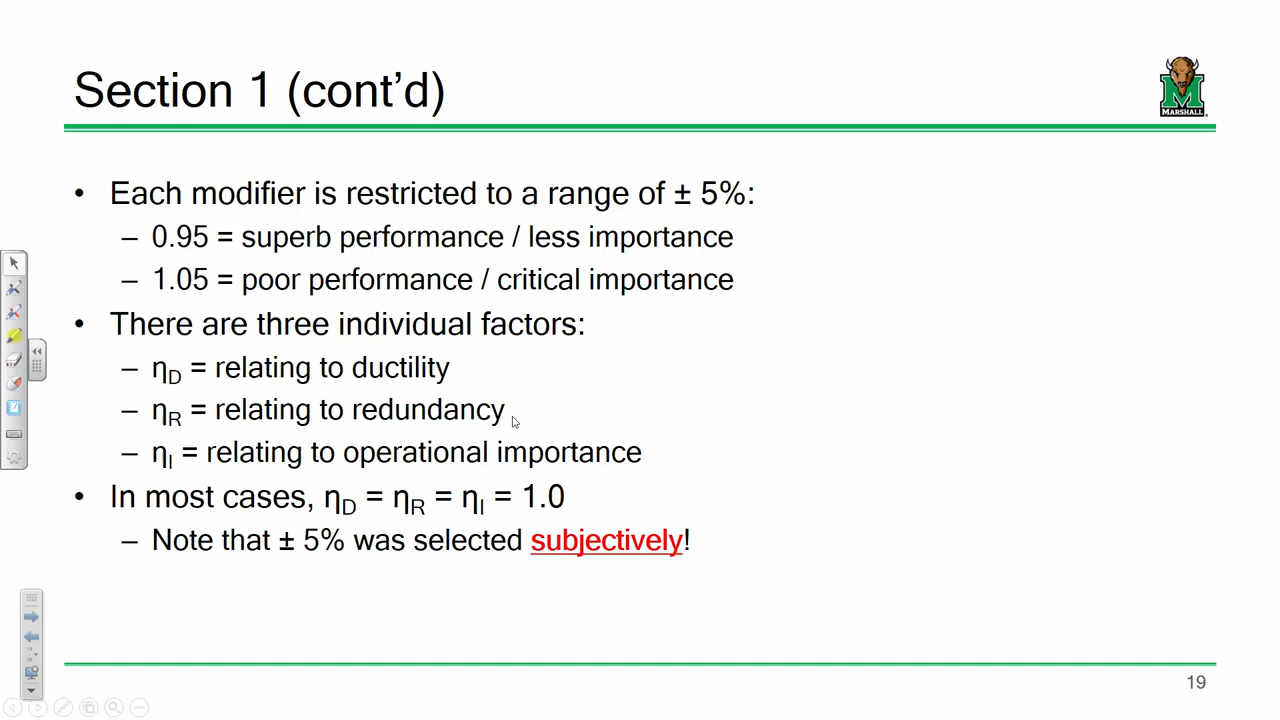 Section 1 (cont’d)
MARSHALL
• Each modifier is restricted to a range of ± 5%:
– 0.95 = superb performance / less importance
– 1.05 = poor performance / critical importance
• There are three individual factors:
– ηD = relating to ductility
– ηR = relating to redundancy
– ηI = relating to operational importance
• In most cases, ηD = ηR = ηI = 1.0
– Note that ± 5% was selected subjectively!
19